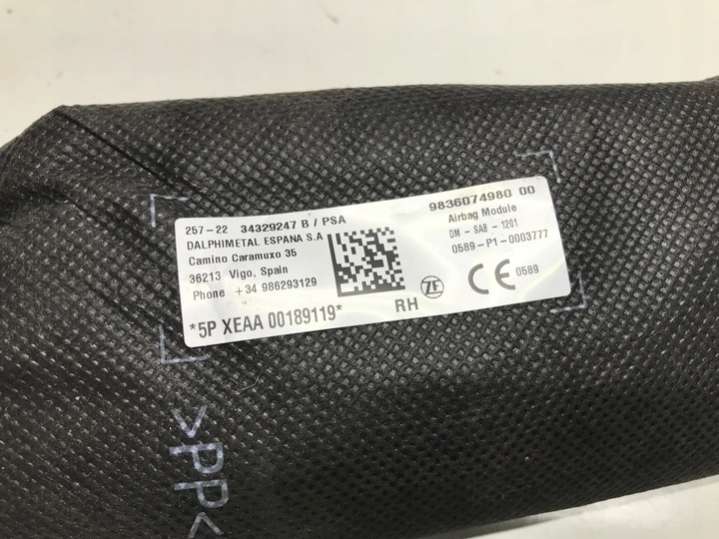 257-22 34329247 B / PSA
DALPHIMETAL ESPANA S.A
Camino Caramuxo 35
36213 Vigo, Spain
Phone +34 986293129
*5P XEAA 00189119*
RH
ZF
9836074980 00
Airbag Module
DM - SAB - 1201
0589-P1-0003777
CE 0589
>PP<